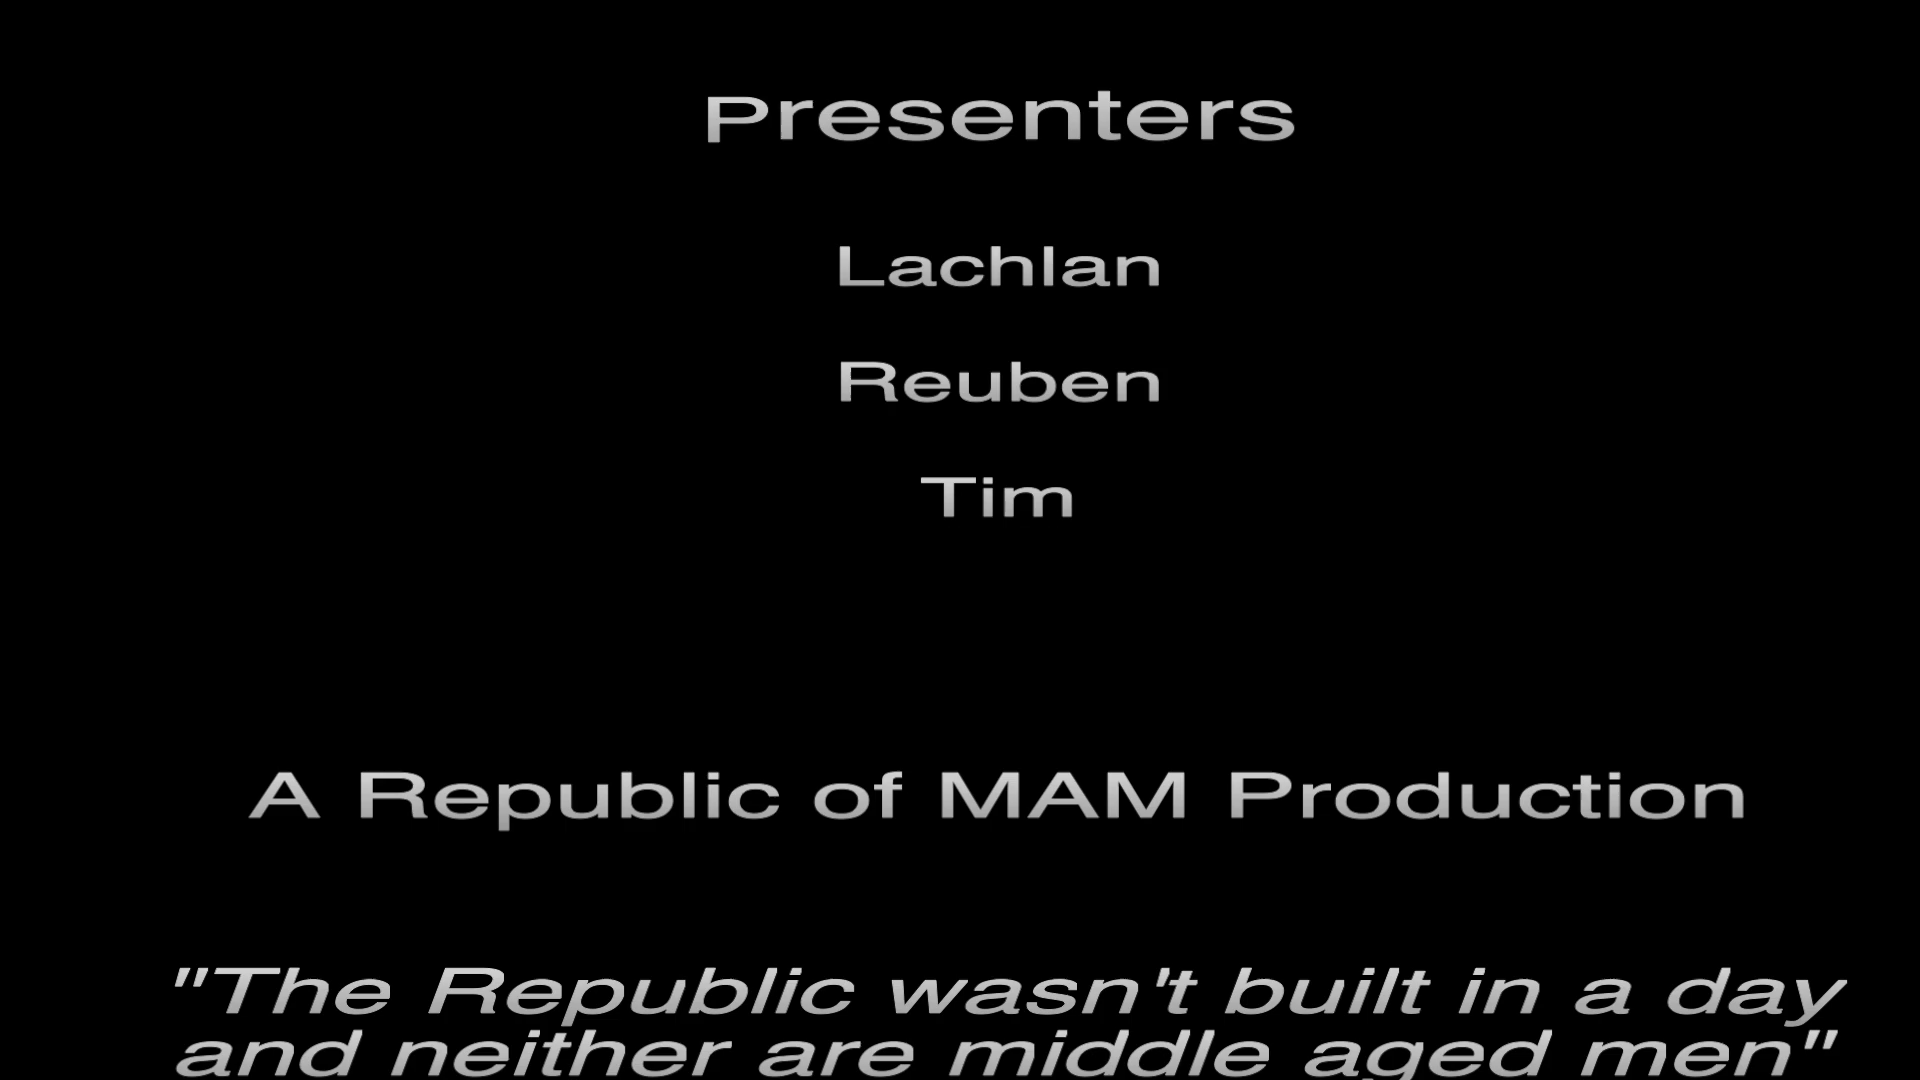 Presenters
Lachlan
Reuben
Tim
A Republic of MAM Production
"The Republic wasn't built in a day
and neither are middle aged men"